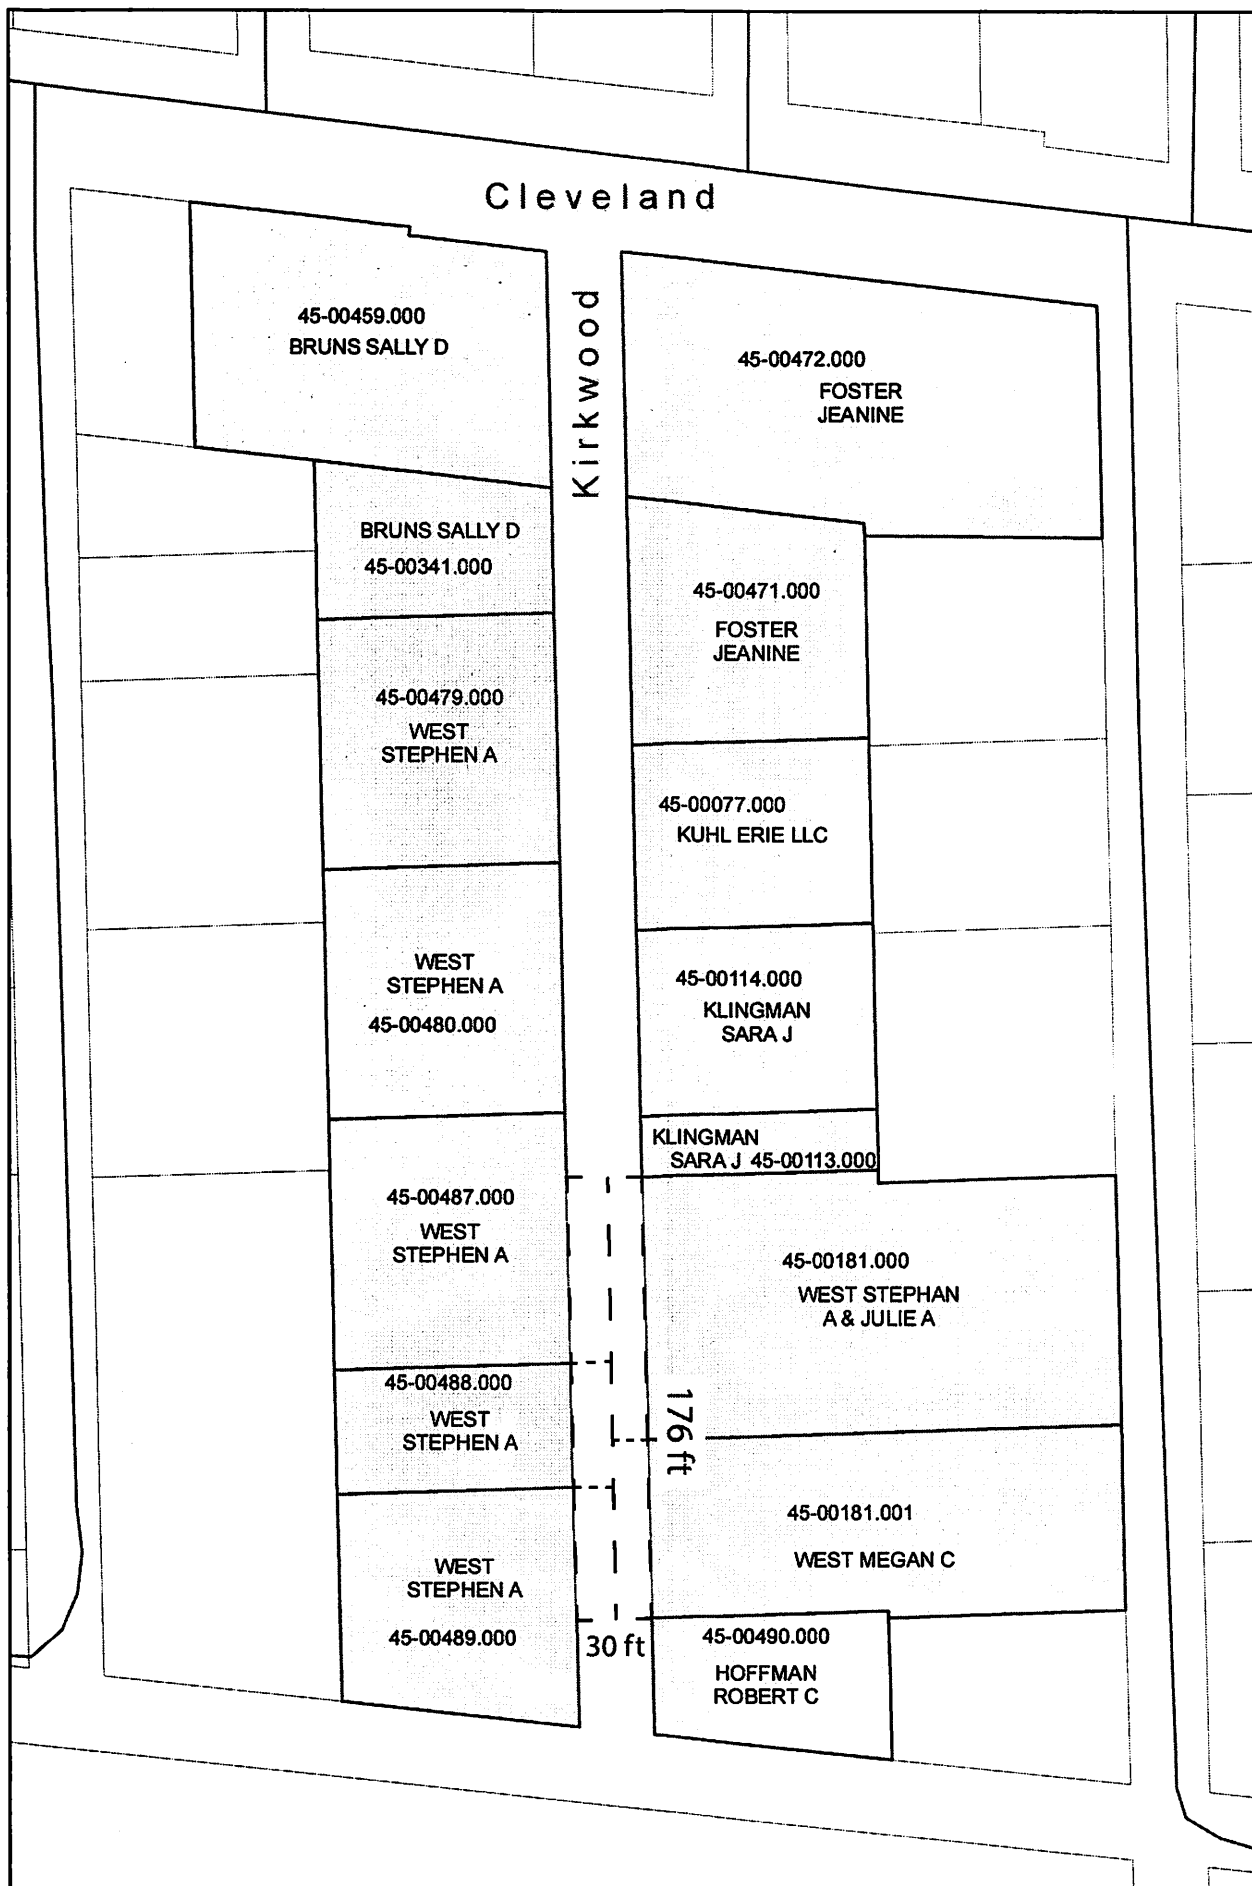 Cleveland
Kirkwood
45-00459.000
BRUNS SALLY D
45-00472.000
FOSTER
JEANINE
BRUNS SALLY D
45-00341.000
45-00471.000
FOSTER
JEANINE
45-00479.000
WEST
STEPHEN A
45-00077.000
KUHL ERIE LLC
WEST
STEPHEN A
45-00480.000
45-00114.000
KLINGMAN
SARA J
KLINGMAN
SARA J 45-00113.000
45-00487.000
WEST
STEPHEN A
45-00181.000
WEST STEPHAN
A & JULIE A
45-00488.000
WEST
STEPHEN A
176 ft
45-00181.001
WEST MEGAN C
WEST
STEPHEN A
45-00489.000
30 ft
45-00490.000
HOFFMAN
ROBERT C